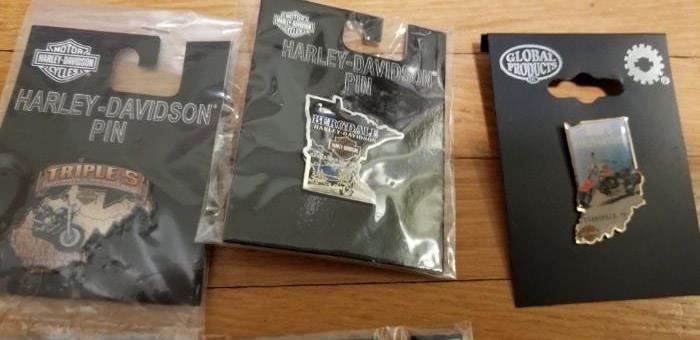 MOTOR
HARLEY-DAVIDSON
CYCLES
HARLEY-DAVIDSON®
PIN
TRIPLE S
HARLEY-DAVIDSON
PIN
BERGDALE
HARLEY-DAVIDSON
GLOBAL
PRODUCTS